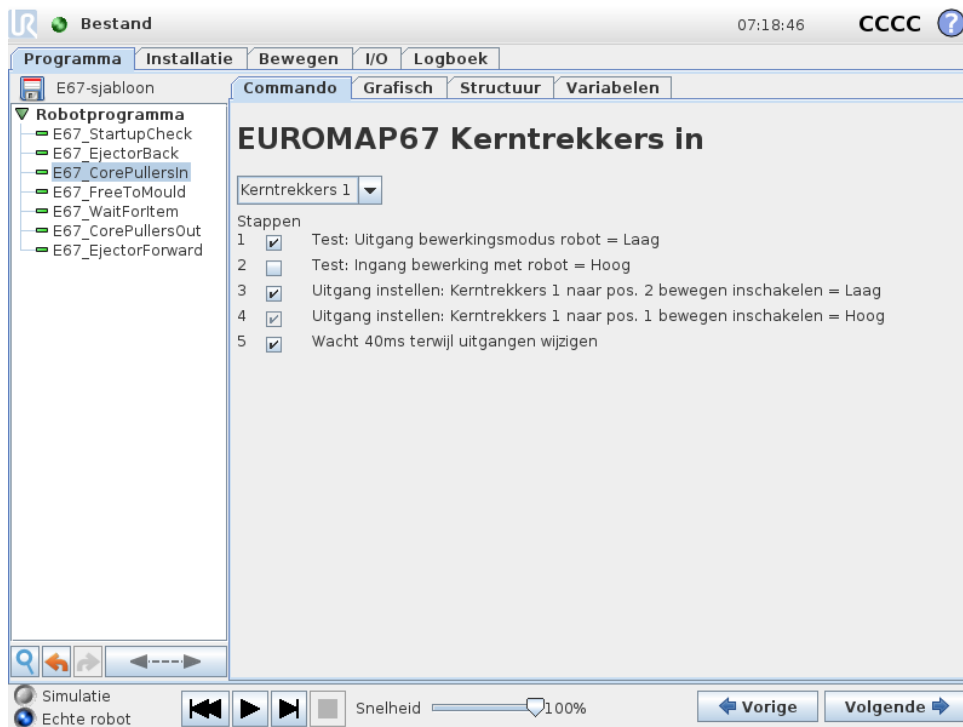 UR Bestand 07:18:46 CCCC ?
Programma Installatie Bewegen I/O Logboek
E67-sjabloon
Commando Grafisch Structuur Variabelen
Robotprogramma
E67_StartupCheck
E67_EjectorBack
E67_CorePullersIn
E67_FreeToMould
E67_WaitForItem
E67_CorePullersOut
E67_EjectorForward
EUROMAP67 Kerntrekkers in
Kerntrekkers 1
Stappen
1 Test: Uitgang bewerkingsmodus robot = Laag
2 Test: Ingang bewerking met robot = Hoog
3 Uitgang instellen: Kerntrekkers 1 naar pos. 2 bewegen inschakelen = Laag
4 Uitgang instellen: Kerntrekkers 1 naar pos. 1 bewegen inschakelen = Hoog
5 Wacht 40ms terwijl uitgangen wijzigen
Simulatie
Echte robot
Snelheid 100%
Vorige Volgende